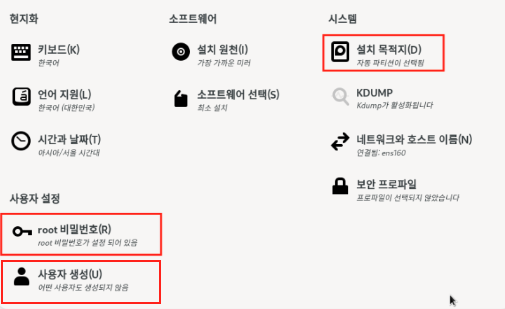 현지화
키보드(K)
한국어
언어 지원(L)
한국어 (대한민국)
시간과 날짜(T)
아시아/서울 시간대
사용자 설정
root 비밀번호(R)
root 비밀번호가 설정 되어 있음
사용자 생성(U)
어떤 사용자도 생성되지 않음
소프트웨어
설치 원천(I)
가장 가까운 미러
소프트웨어 선택(S)
최소 설치
시스템
설치 목적지(D)
자동 파티션이 선택됨
KDUMP
Kdump가 활성화됩니다
네트워크와 호스트 이름(N)
연결됨: ens160
보안 프로파일
프로파일이 선택되지 않았습니다